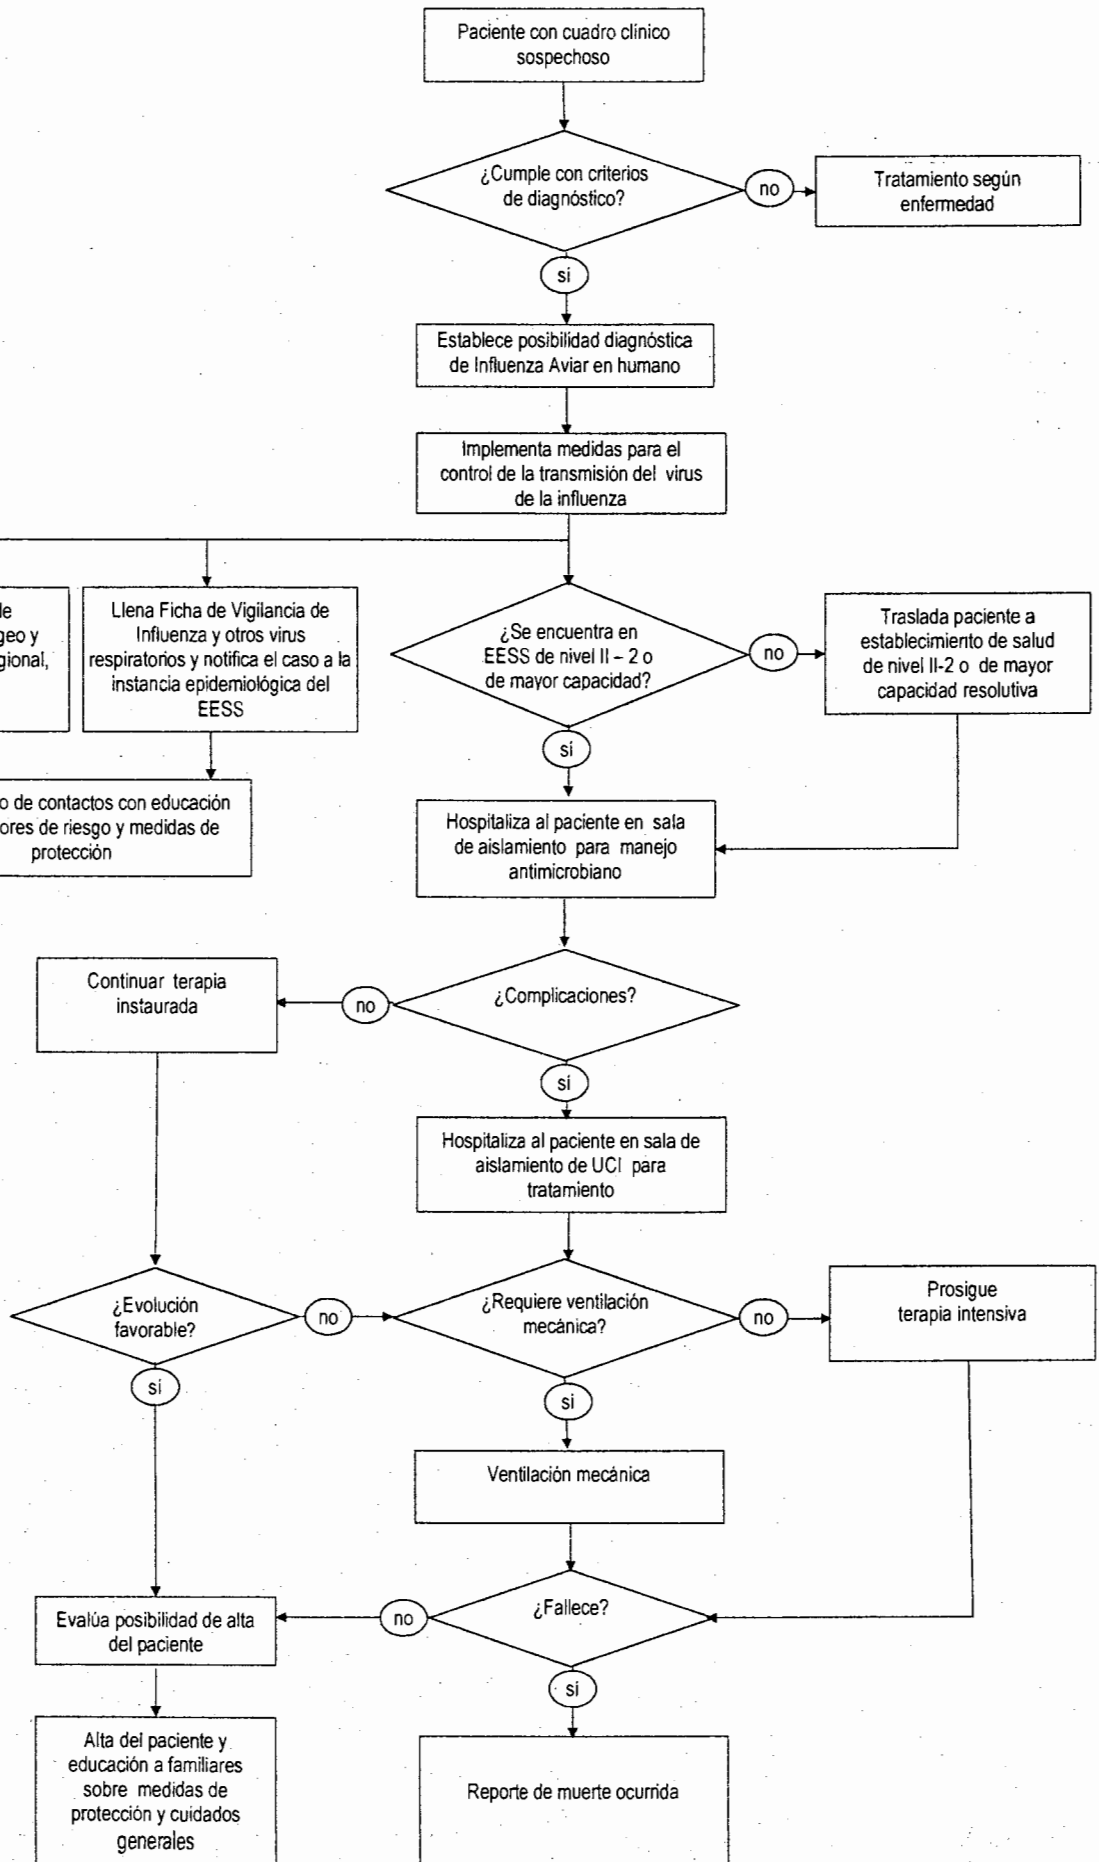 Paciente con cuadro clínico
sospechoso
¿Cumple con criterios
de diagnóstico?
no
Tratamiento según
enfermedad
sí
Establece posibilidad diagnóstica
de Influenza Aviar en humano
Implementa medidas para el
control de la transmisión del virus
de la influenza
de
geo y
gional,
Llena Ficha de Vigilancia de
Influenza y otros virus
respiratorios y notifica el caso a la
instancia epidemiológica del
EESS
¿Se encuentra en
EESS de nivel II – 2 o
de mayor capacidad?
no
Traslada paciente a
establecimiento de salud
de nivel II-2 o de mayor
capacidad resolutiva
sí
o de contactos con educación
ores de riesgo y medidas de
protección
Hospitaliza al paciente en sala
de aislamiento para manejo
antimicrobiano
Continuar terapia
instaurada
no
¿Complicaciones?
sí
Hospitaliza al paciente en sala de
aislamiento de UCI para
tratamiento
¿Evolución
favorable?
no
¿Requiere ventilación
mecánica?
no
Prosigue
terapia intensiva
sí
si
Ventilación mecánica
Evalúa posibilidad de alta
del paciente
no
¿Fallece?
sí
Alta del paciente y
educación a familiares
sobre medidas de
protección y cuidados
generales
Reporte de muerte ocurrida